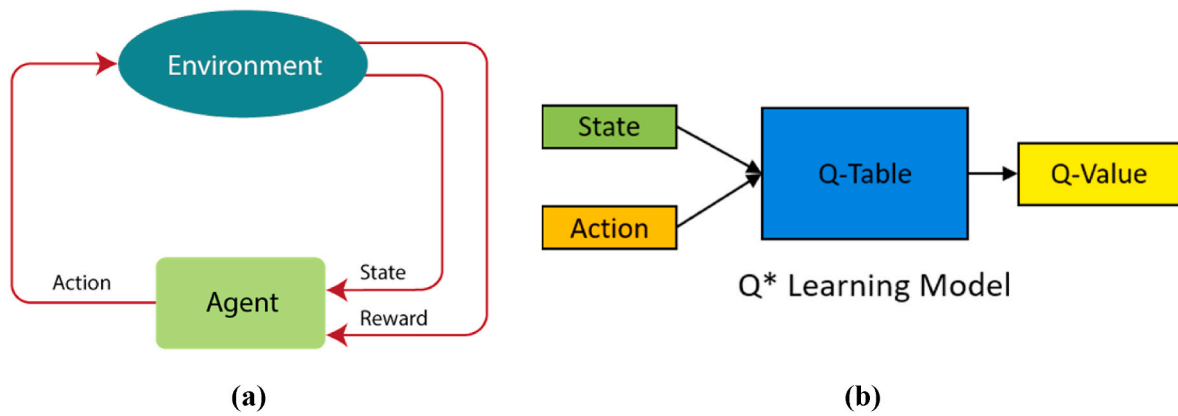 Environment
Action
Agent
State
Reward
(a)
State
Action
Q-Table
Q-Value
Q* Learning Model
(b)